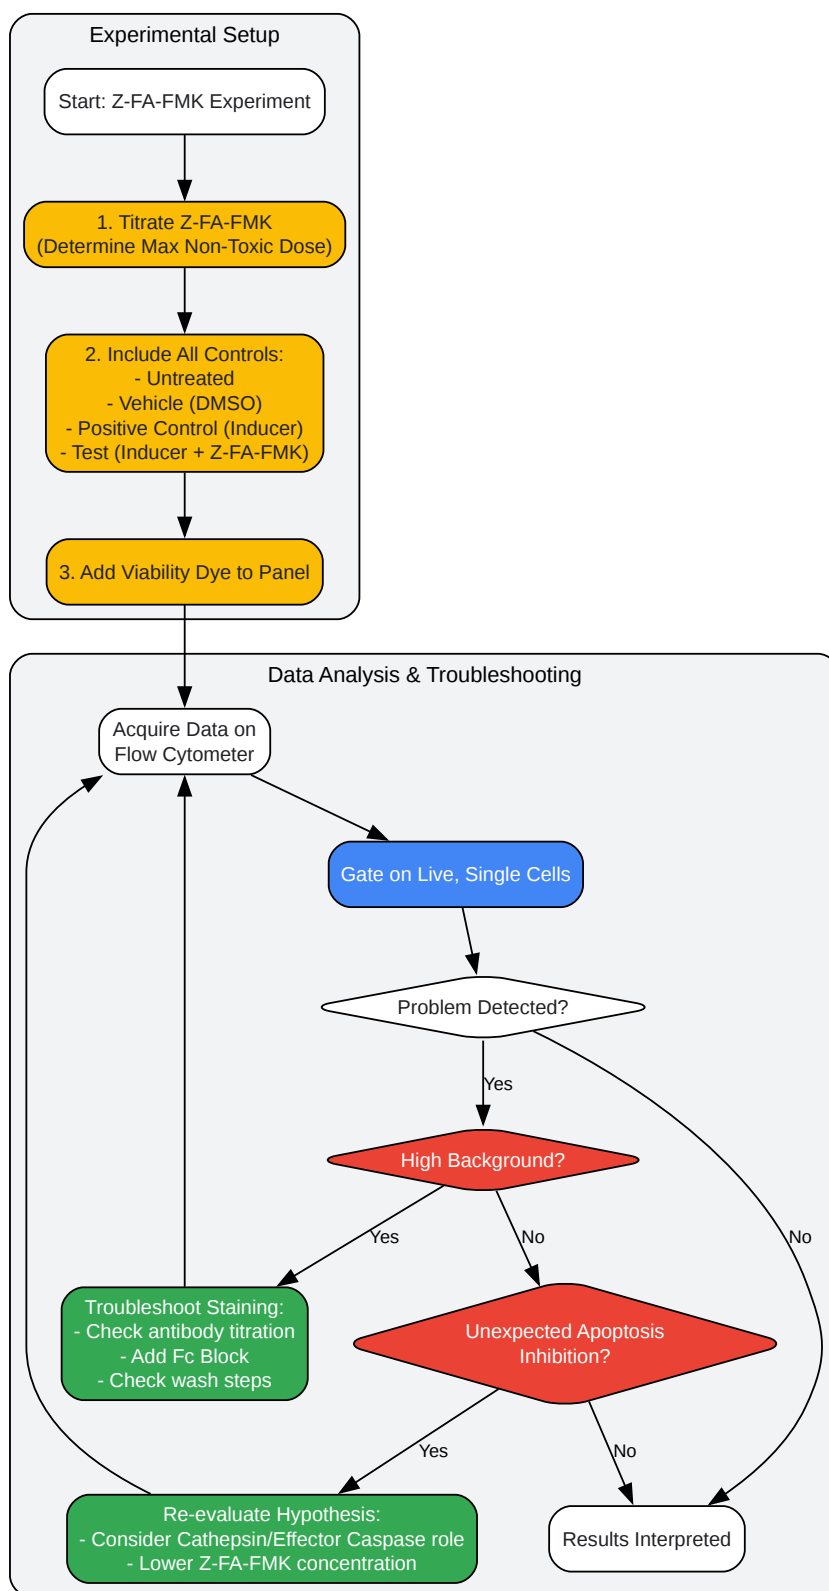 Experimental Setup
Start: Z-FA-FMK Experiment
1. Titrate Z-FA-FMK
(Determine Max Non-Toxic Dose)
2. Include All Controls:
- Untreated
- Vehicle (DMSO)
- Positive Control (Inducer)
- Test (Inducer + Z-FA-FMK)
3. Add Viability Dye to Panel
Data Analysis & Troubleshooting
Acquire Data on
Flow Cytometer
Gate on Live, Single Cells
Problem Detected?
Yes
No
High Background?
Yes
No
Troubleshoot Staining:
- Check antibody titration
- Add Fc Block
- Check wash steps
Unexpected Apoptosis
Inhibition?
Yes
No
Re-evaluate Hypothesis:
- Consider Cathepsin/Effector Caspase role
- Lower Z-FA-FMK concentration
Results Interpreted